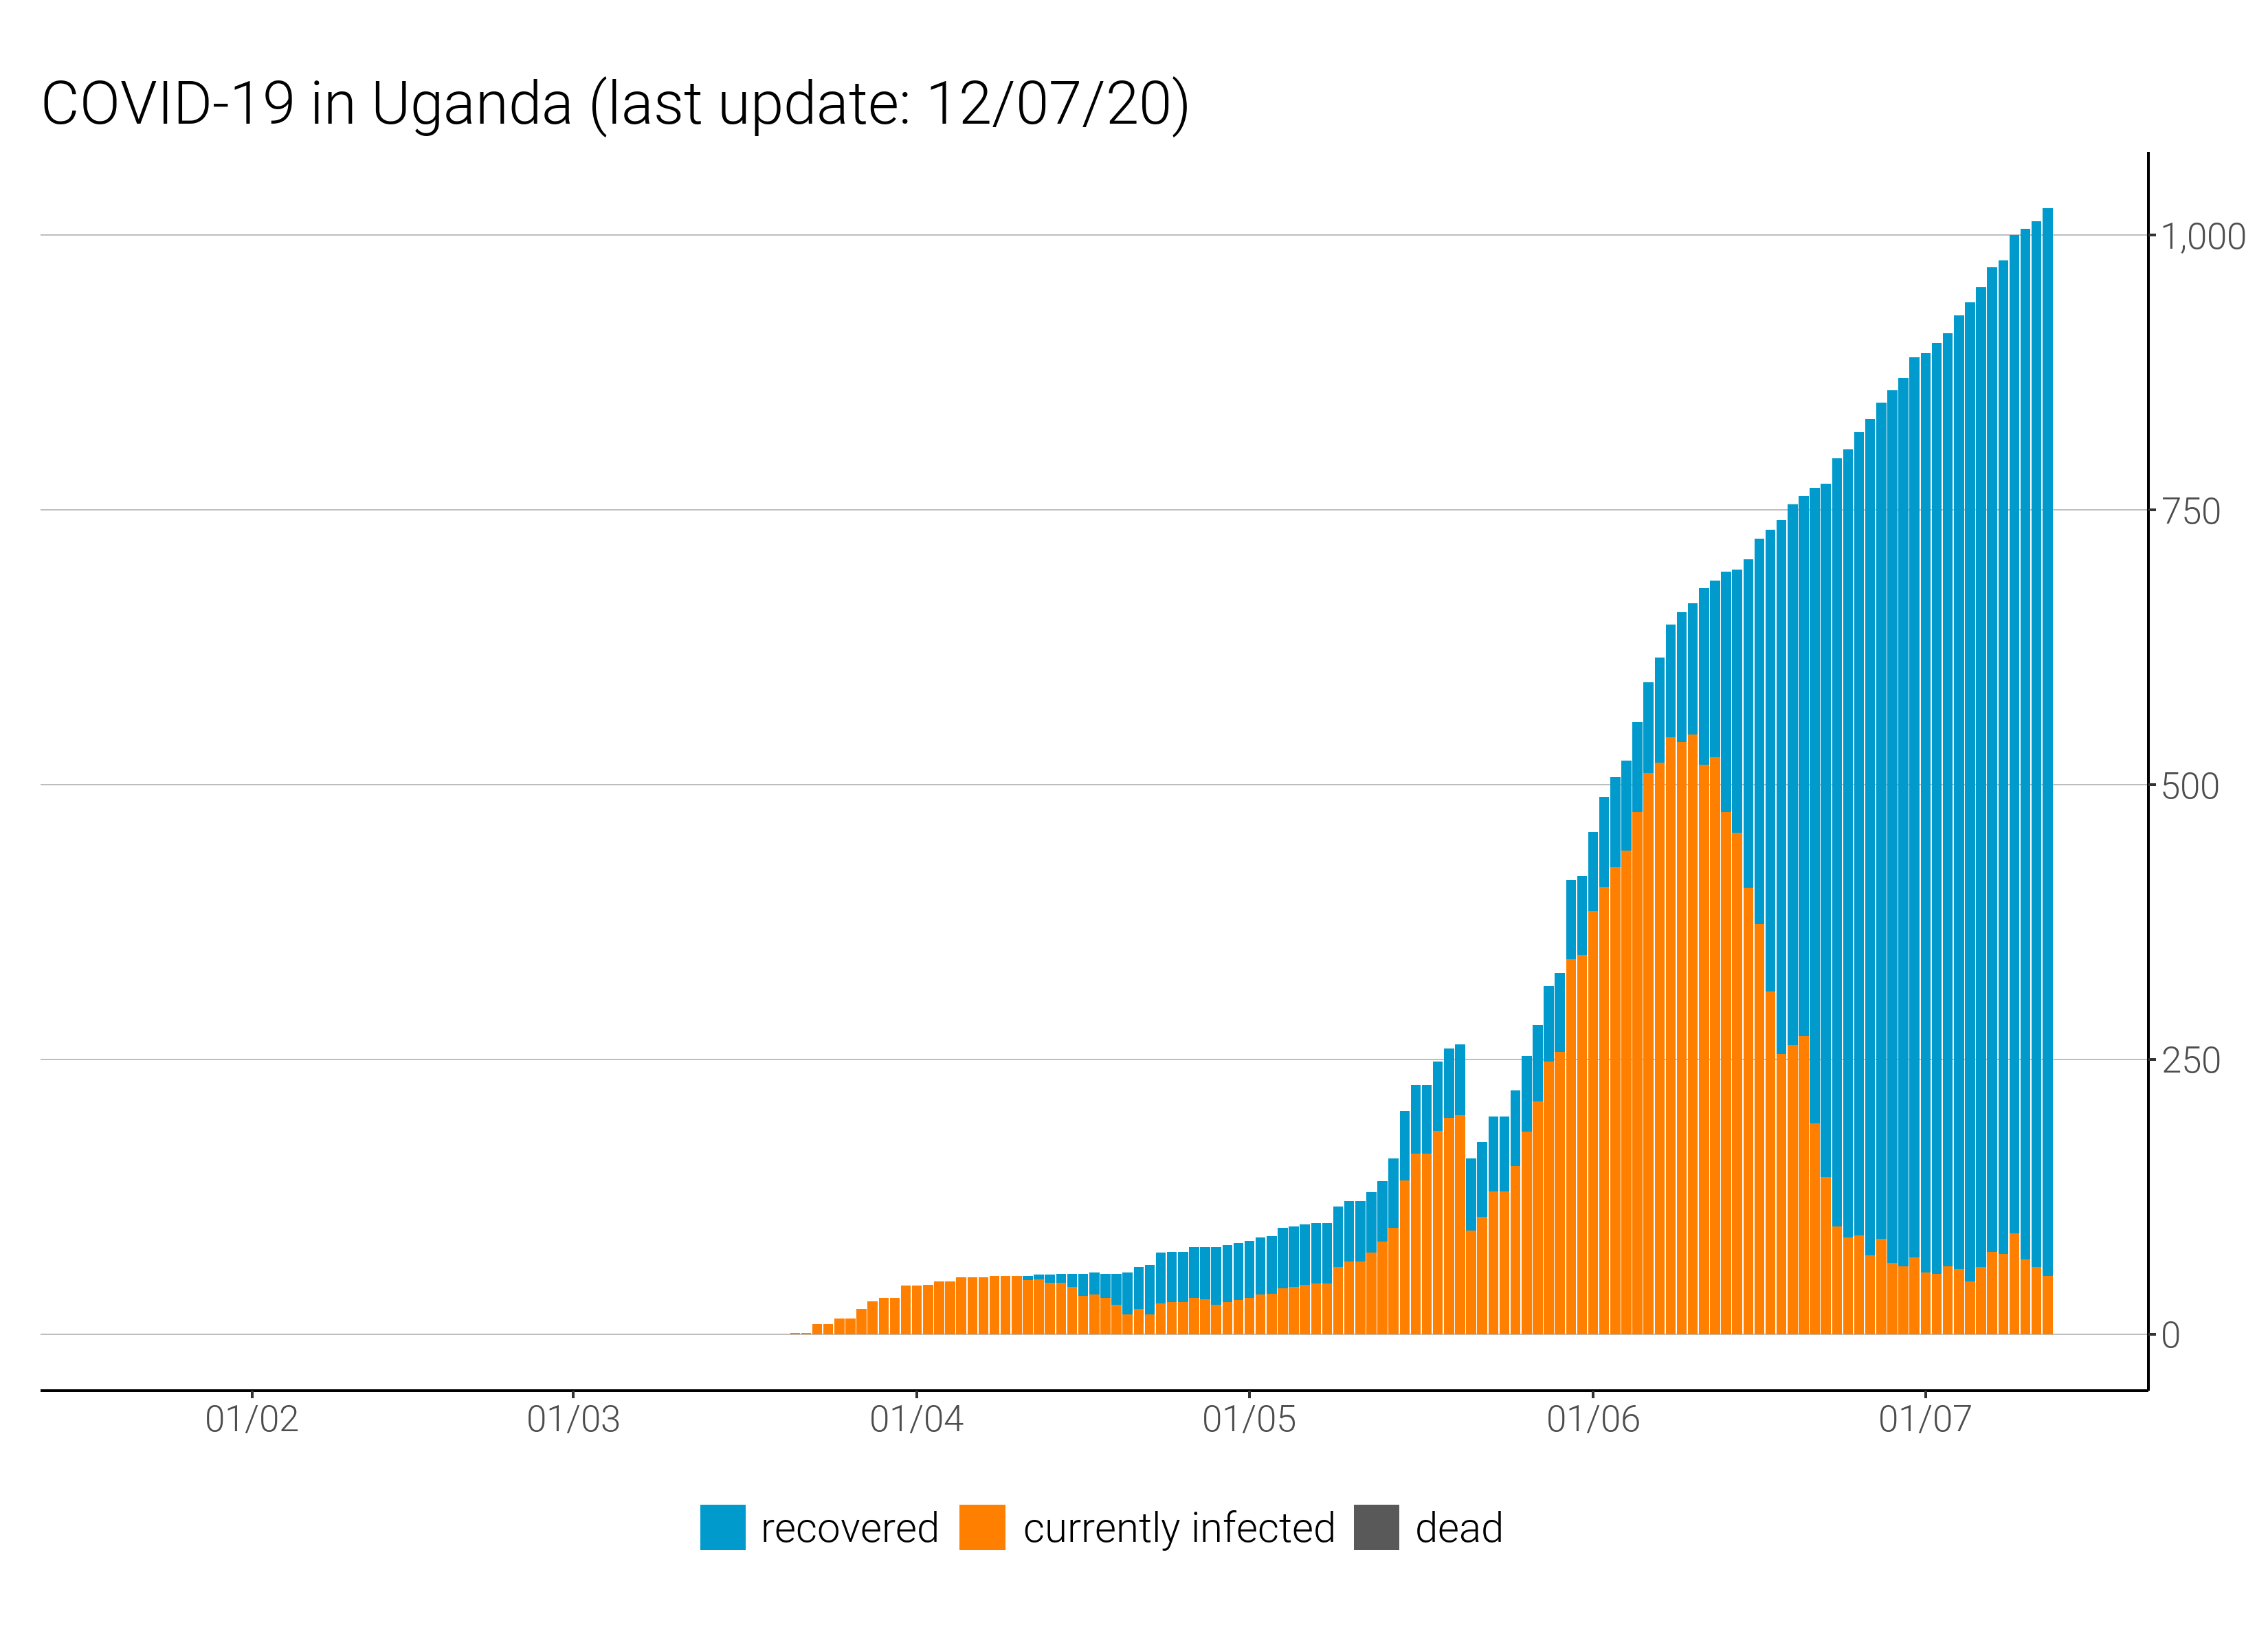 COVID-19 in Uganda (last update: 12/07/20)
1,000
750
500
250
0
01/02 01/03 01/04 01/05 01/06 01/07
recovered currently infected dead